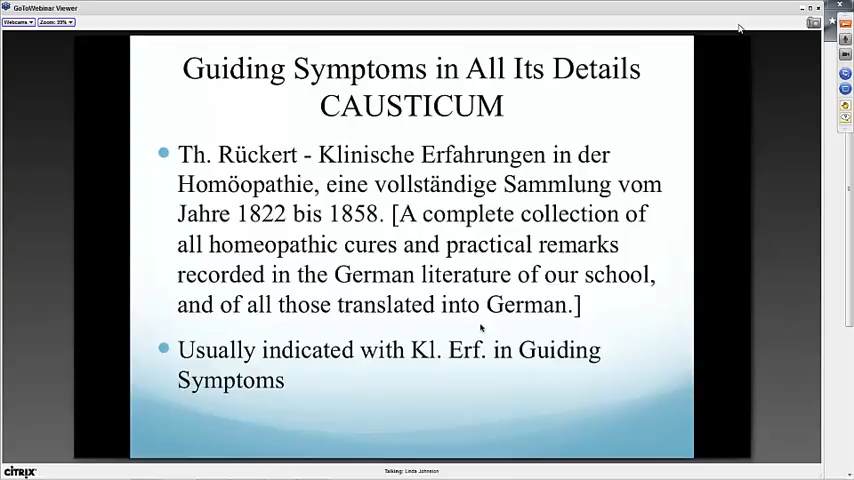 GoToWebinar Viewer
Webcams Zoom: 33%
Guiding Symptoms in All Its Details
CAUSTICUM
Th. Rückert - Klinische Erfahrungen in der
Homöopathie, eine vollständige Sammlung vom
Jahre 1822 bis 1858. [A complete collection of
all homeopathic cures and practical remarks
recorded in the German literature of our school,
and of all those translated into German.]
Usually indicated with Kl. Erf. in Guiding
Symptoms
CITRIX
Talking: Linda Johnston